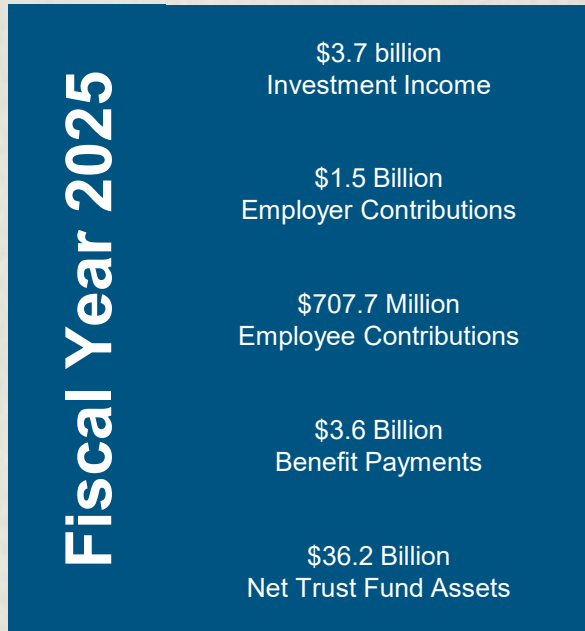 Fiscal Year 2025
$3.7 billion
Investment Income
$1.5 Billion
Employer Contributions
$707.7 Million
Employee Contributions
$3.6 Billion
Benefit Payments
$36.2 Billion
Net Trust Fund Assets